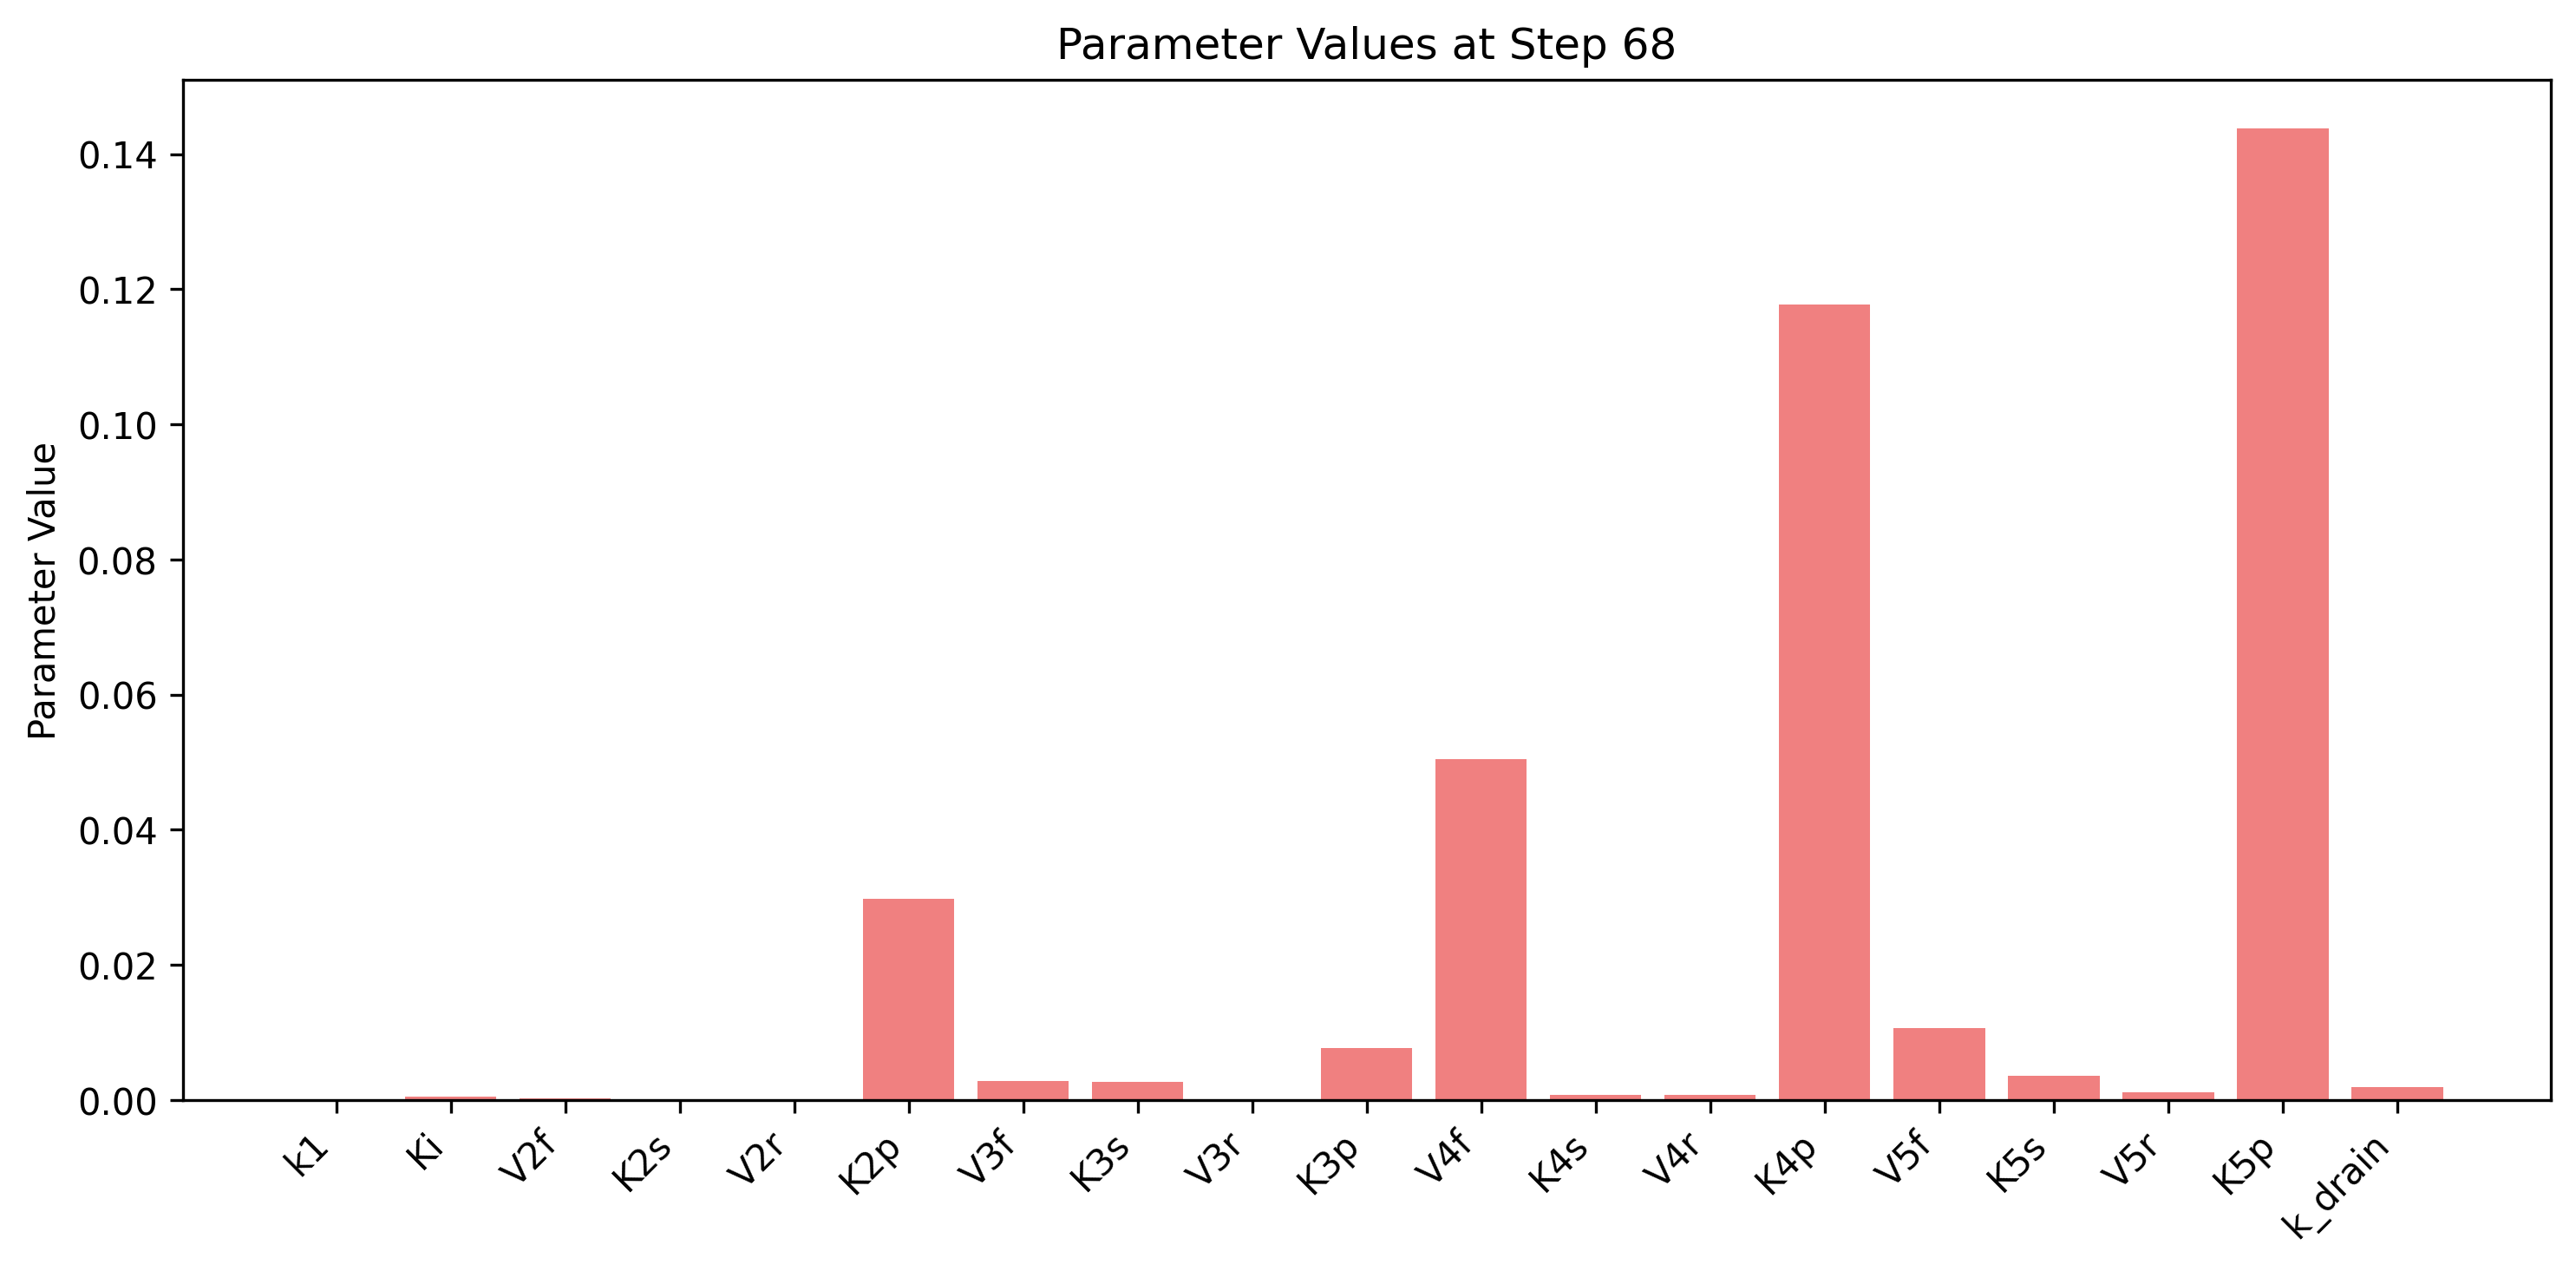 Parameter Values at Step 68
Parameter Value
0.14
0.12
0.10
0.08
0.06
0.04
0.02
0.00
k1
Ki
V2f
K2s
V2r
K2p
V3f
K3s
V3r
K3p
V4f
K4s
V4r
K4p
V5f
K5s
V5r
K5p
k_drain